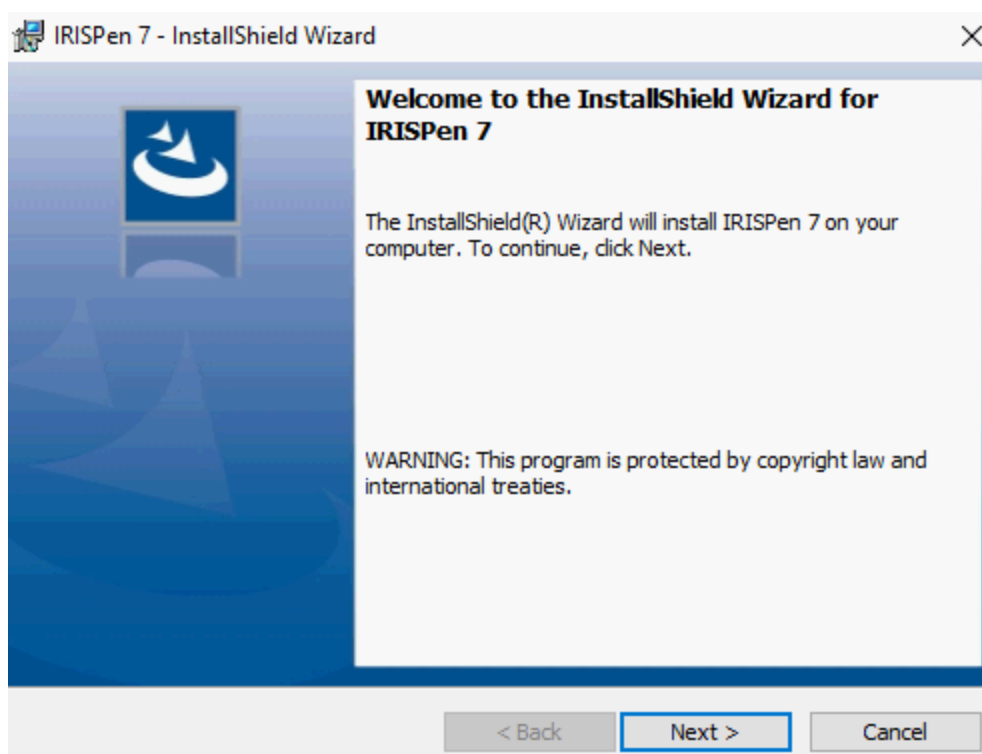 IRISPen 7 - InstallShield Wizard
Welcome to the InstallShield Wizard for
IRISPen 7
The InstallShield(R) Wizard will install IRISPen 7 on your
computer. To continue, click Next.
WARNING: This program is protected by copyright law and
international treaties.
< Back Next > Cancel